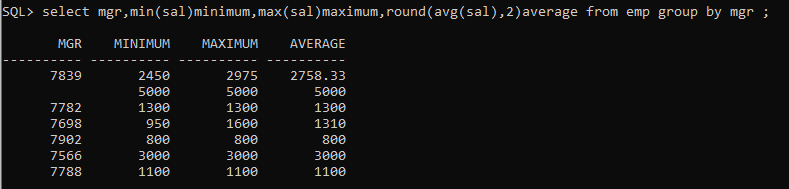 SQL> select mgr,min(sal)minimum,max(sal)maximum,round(avg(sal),2)average from emp group by mgr ;
MGR MINIMUM MAXIMUM AVERAGE
---------- ---------- ---------- ----------
7839 2450 2975 2758.33
5000 5000 5000
7782 1300 1300 1300
7698 950 1600 1310
7902 800 800 800
7566 3000 3000 3000
7788 1100 1100 1100